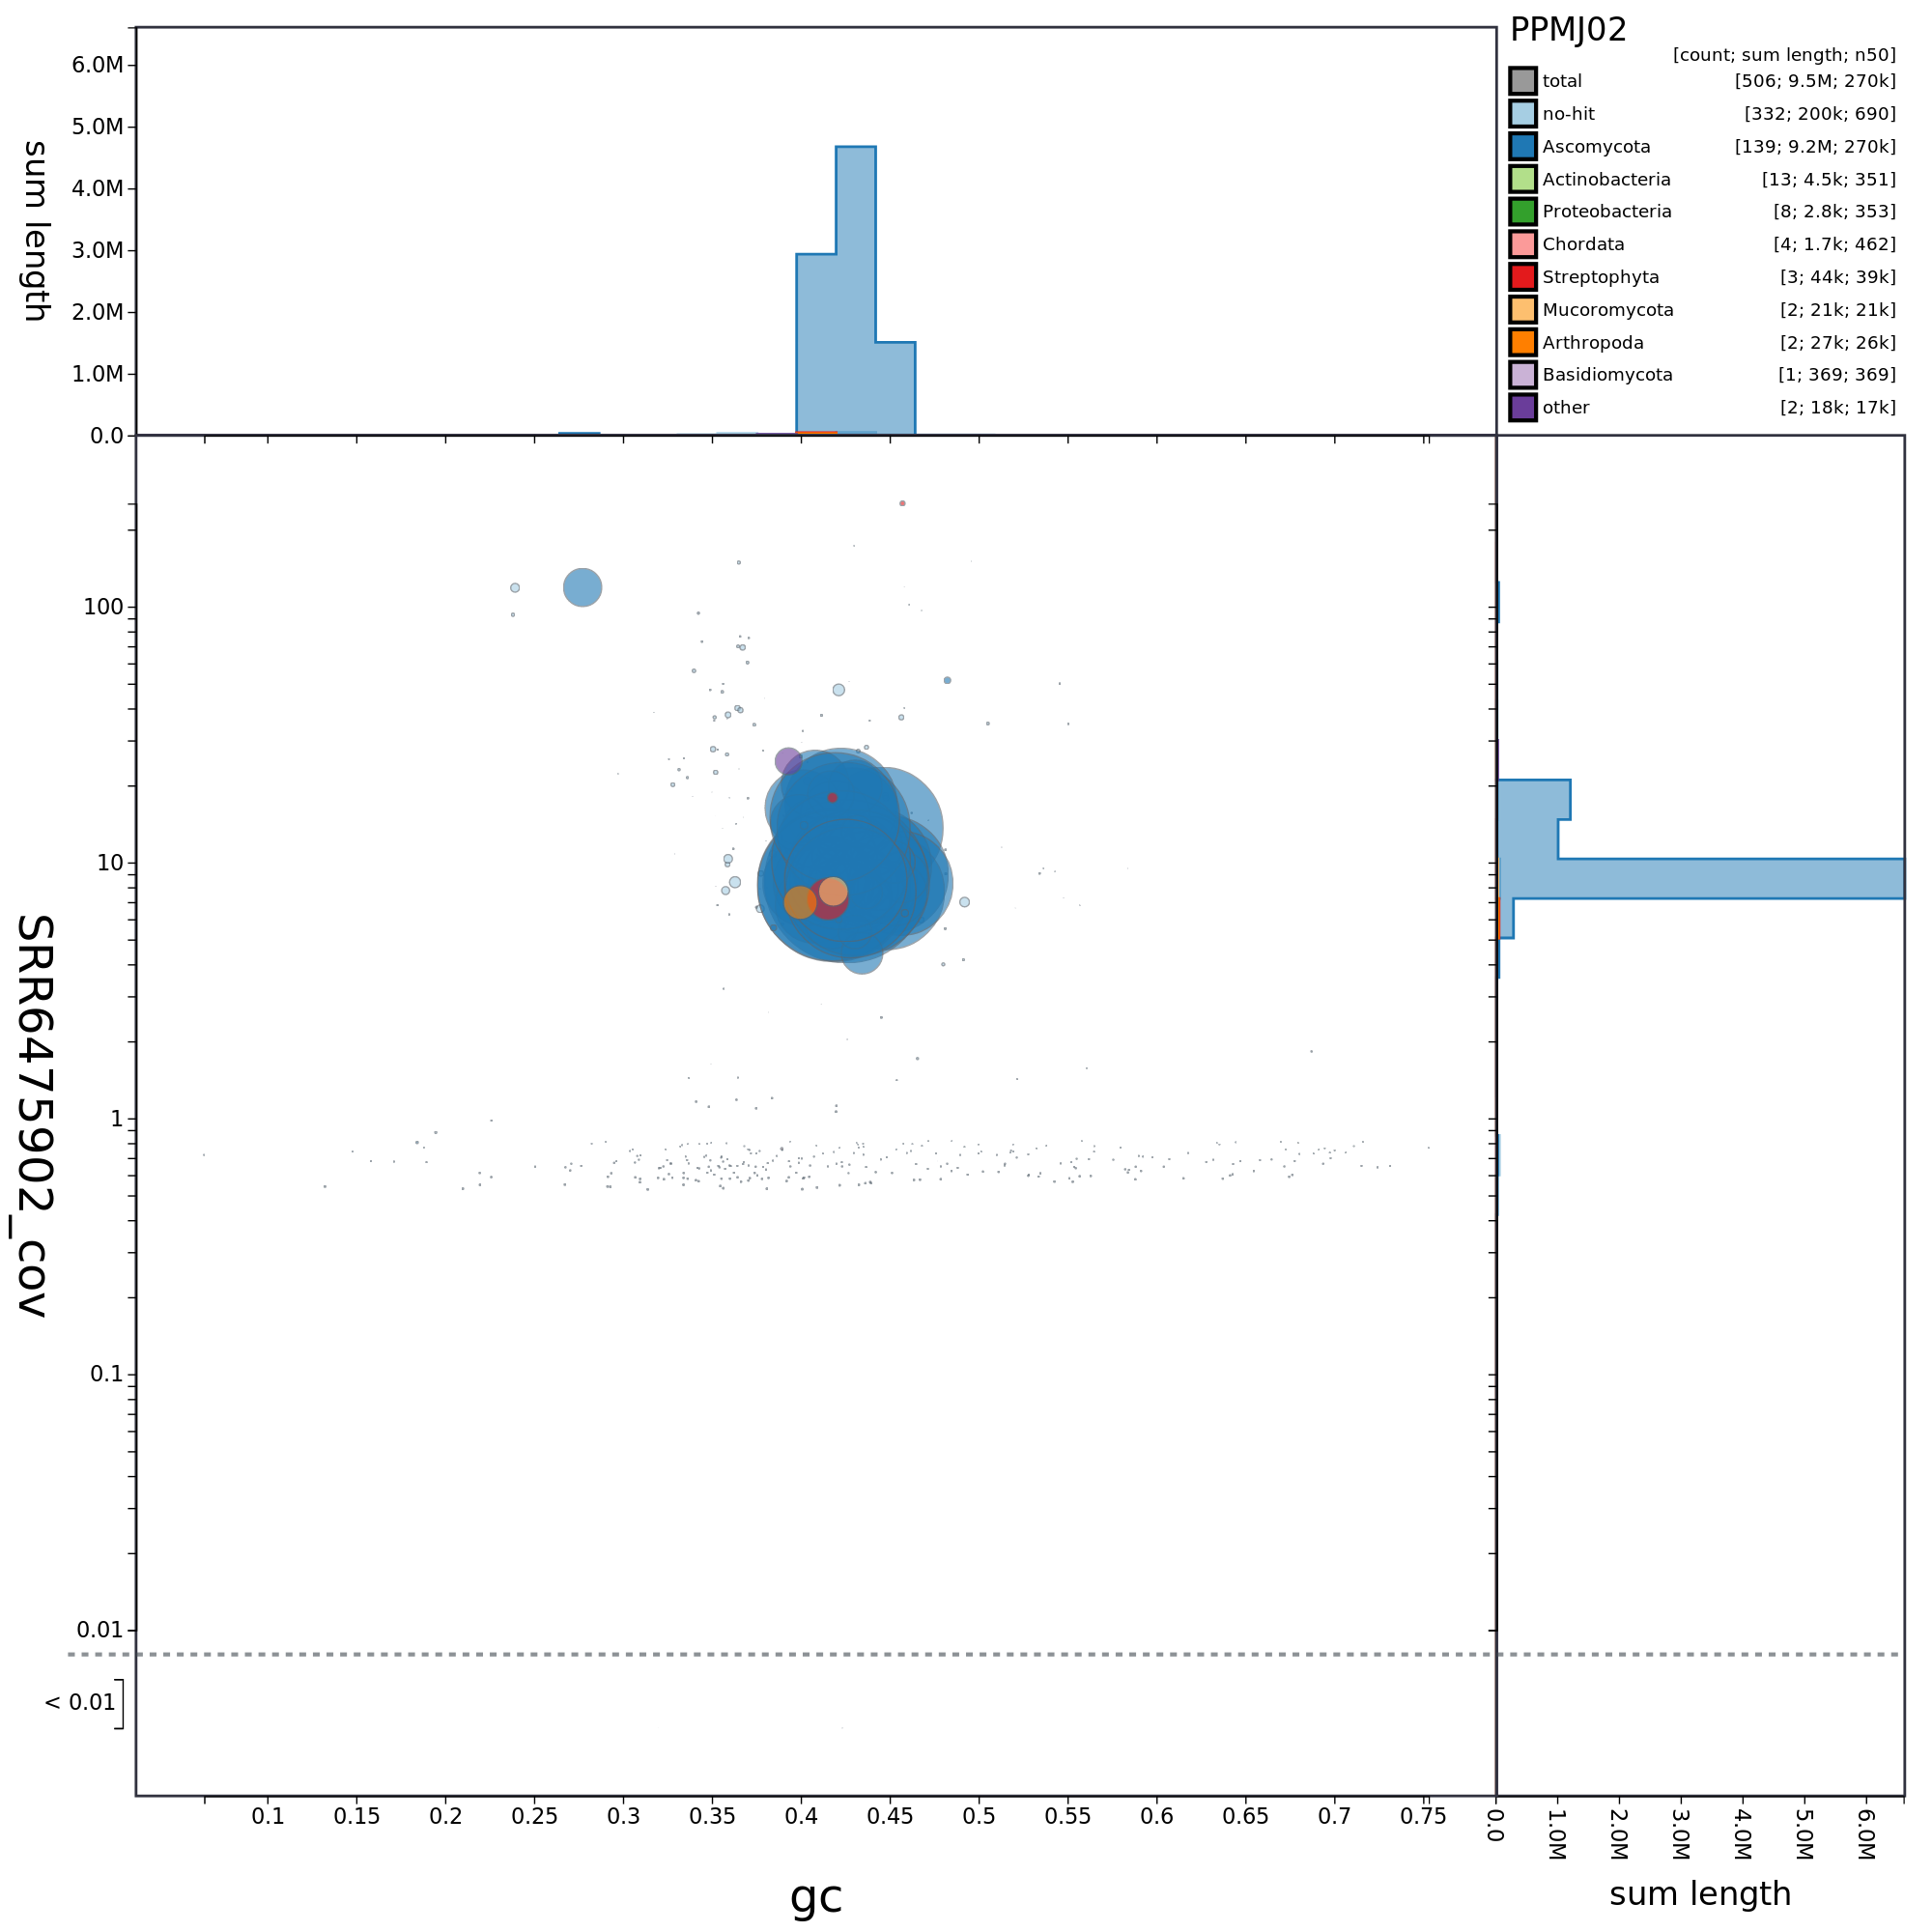 PPMJ02
[count; sum length; n50]
total [506; 9.5M; 270k]
no-hit [332; 200k; 690]
Ascomycota [139; 9.2M; 270k]
Actinobacteria [13; 4.5k; 351]
Proteobacteria [8; 2.8k; 353]
Chordata [4; 1.7k; 462]
Streptophyta [3; 44k; 39k]
Mucoromycota [2; 21k; 21k]
Arthropoda [2; 27k; 26k]
Basidiomycota [1; 369; 369]
other [2; 18k; 17k]
sum length
6.0M
5.0M
4.0M
3.0M
2.0M
1.0M
0.0
SRR6475902_cov
100
10
1
0.1
0.01
< 0.01
0.1 0.15 0.2 0.25 0.3 0.35 0.4 0.45 0.5 0.55 0.6 0.65 0.7 0.75
gc
0.0 1.0M 2.0M 3.0M 4.0M 5.0M 6.0M
sum length